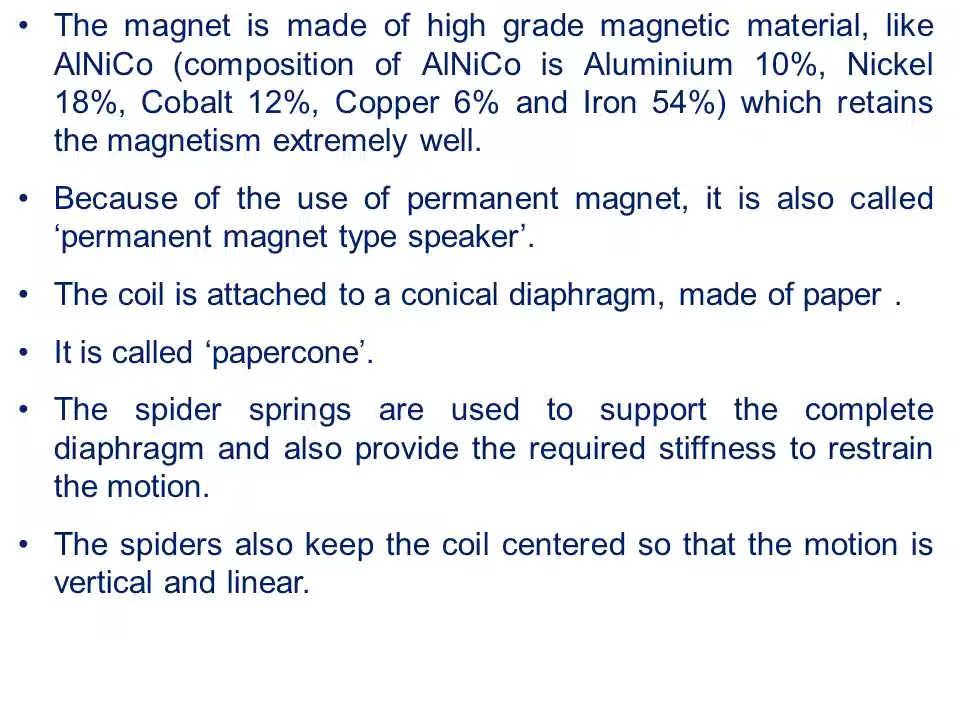 • The magnet is made of high grade magnetic material, like
AlNiCo (composition of AlNiCo is Aluminium 10%, Nickel
18%, Cobalt 12%, Copper 6% and Iron 54%) which retains
the magnetism extremely well.
• Because of the use of permanent magnet, it is also called
‘permanent magnet type speaker’.
• The coil is attached to a conical diaphragm, made of paper .
• It is called ‘papercone’.
• The spider springs are used to support the complete
diaphragm and also provide the required stiffness to restrain
the motion.
• The spiders also keep the coil centered so that the motion is
vertical and linear.